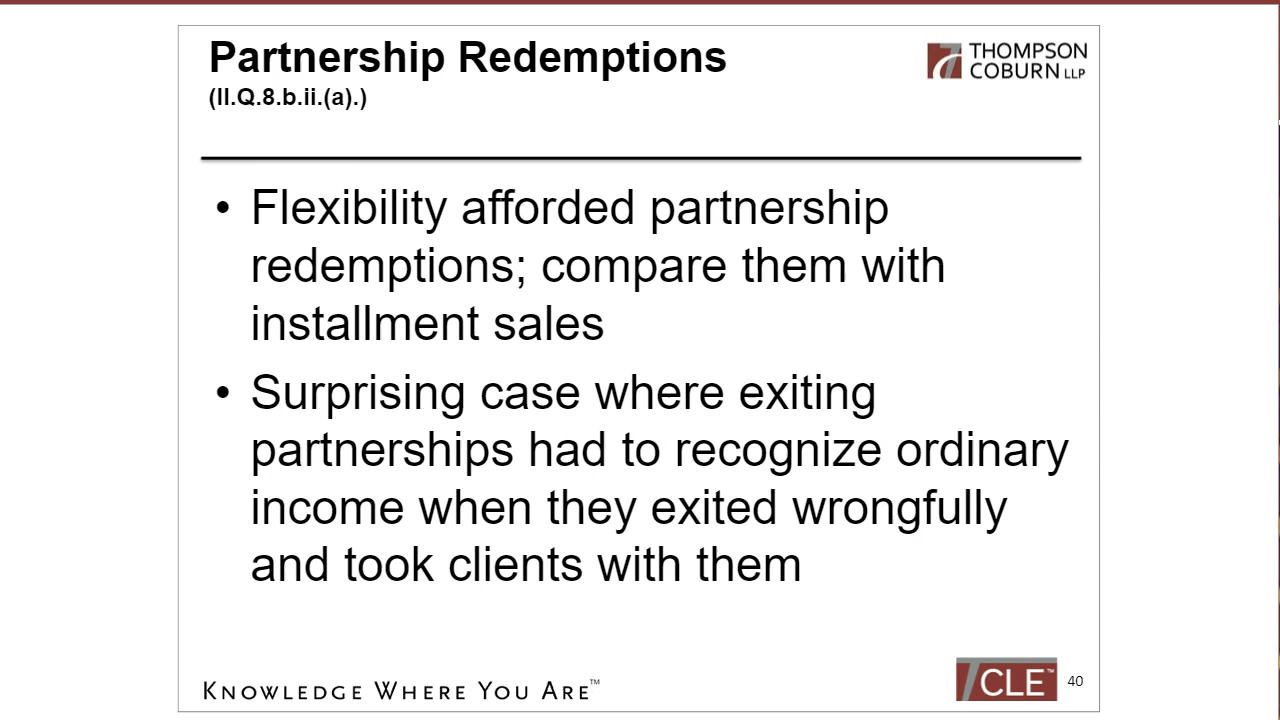 Partnership Redemptions
(II.Q.8.b.ii.(a).)
THOMPSON
COBURN LLP
• Flexibility afforded partnership
redemptions; compare them with
installment sales
• Surprising case where exiting
partnerships had to recognize ordinary
income when they exited wrongfully
and took clients with them
KNOWLEDGE WHERE YOU ARE™
CLE™
40